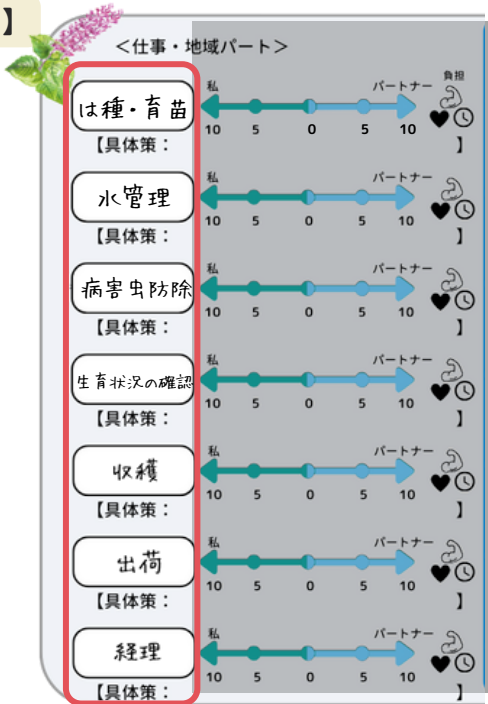 】
＜仕事・地域パート＞
負担
は種・育苗
私 パートナー
10 5 0 5 10
【具体策： 】
水管理
私 パートナー
10 5 0 5 10
【具体策： 】
病害虫防除
私 パートナー
10 5 0 5 10
【具体策： 】
生育状況の確認
私 パートナー
10 5 0 5 10
【具体策： 】
収穫
私 パートナー
10 5 0 5 10
【具体策： 】
出荷
私 パートナー
10 5 0 5 10
【具体策： 】
経理
私 パートナー
10 5 0 5 10
【具体策： 】